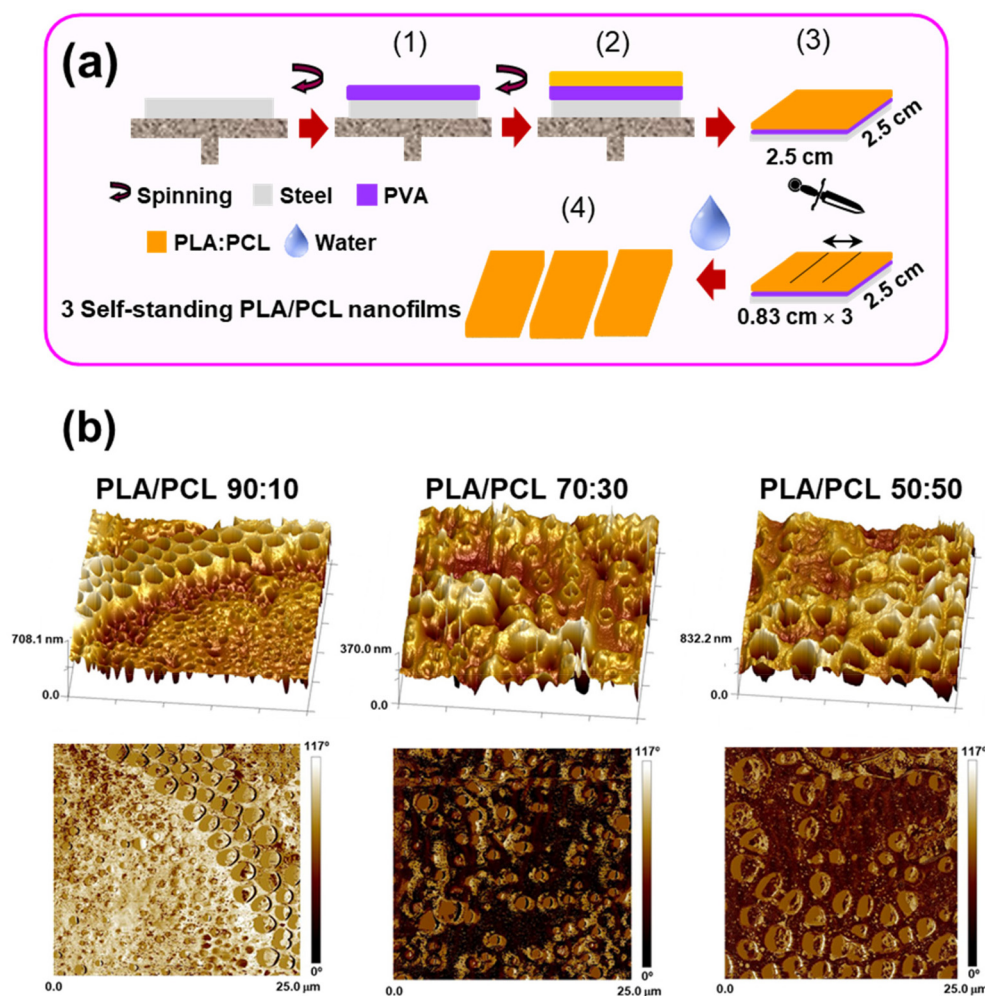 (a)
(1)
(2)
(3)
2.5 cm
2.5 cm
Spinning
Steel
PVA
(4)
PLA:PCL
Water
2.5 cm
0.83 cm × 3
3 Self-standing PLA/PCL nanofilms
(b)
PLA/PCL 90:10
PLA/PCL 70:30
PLA/PCL 50:50
708.1 nm
370.0 nm
832.2 nm
0.0
0.0
0.0
117°
117°
117°
0°
0°
0°
0.0
25.0 µm
0.0
25.0 µm
0.0
25.0 µm